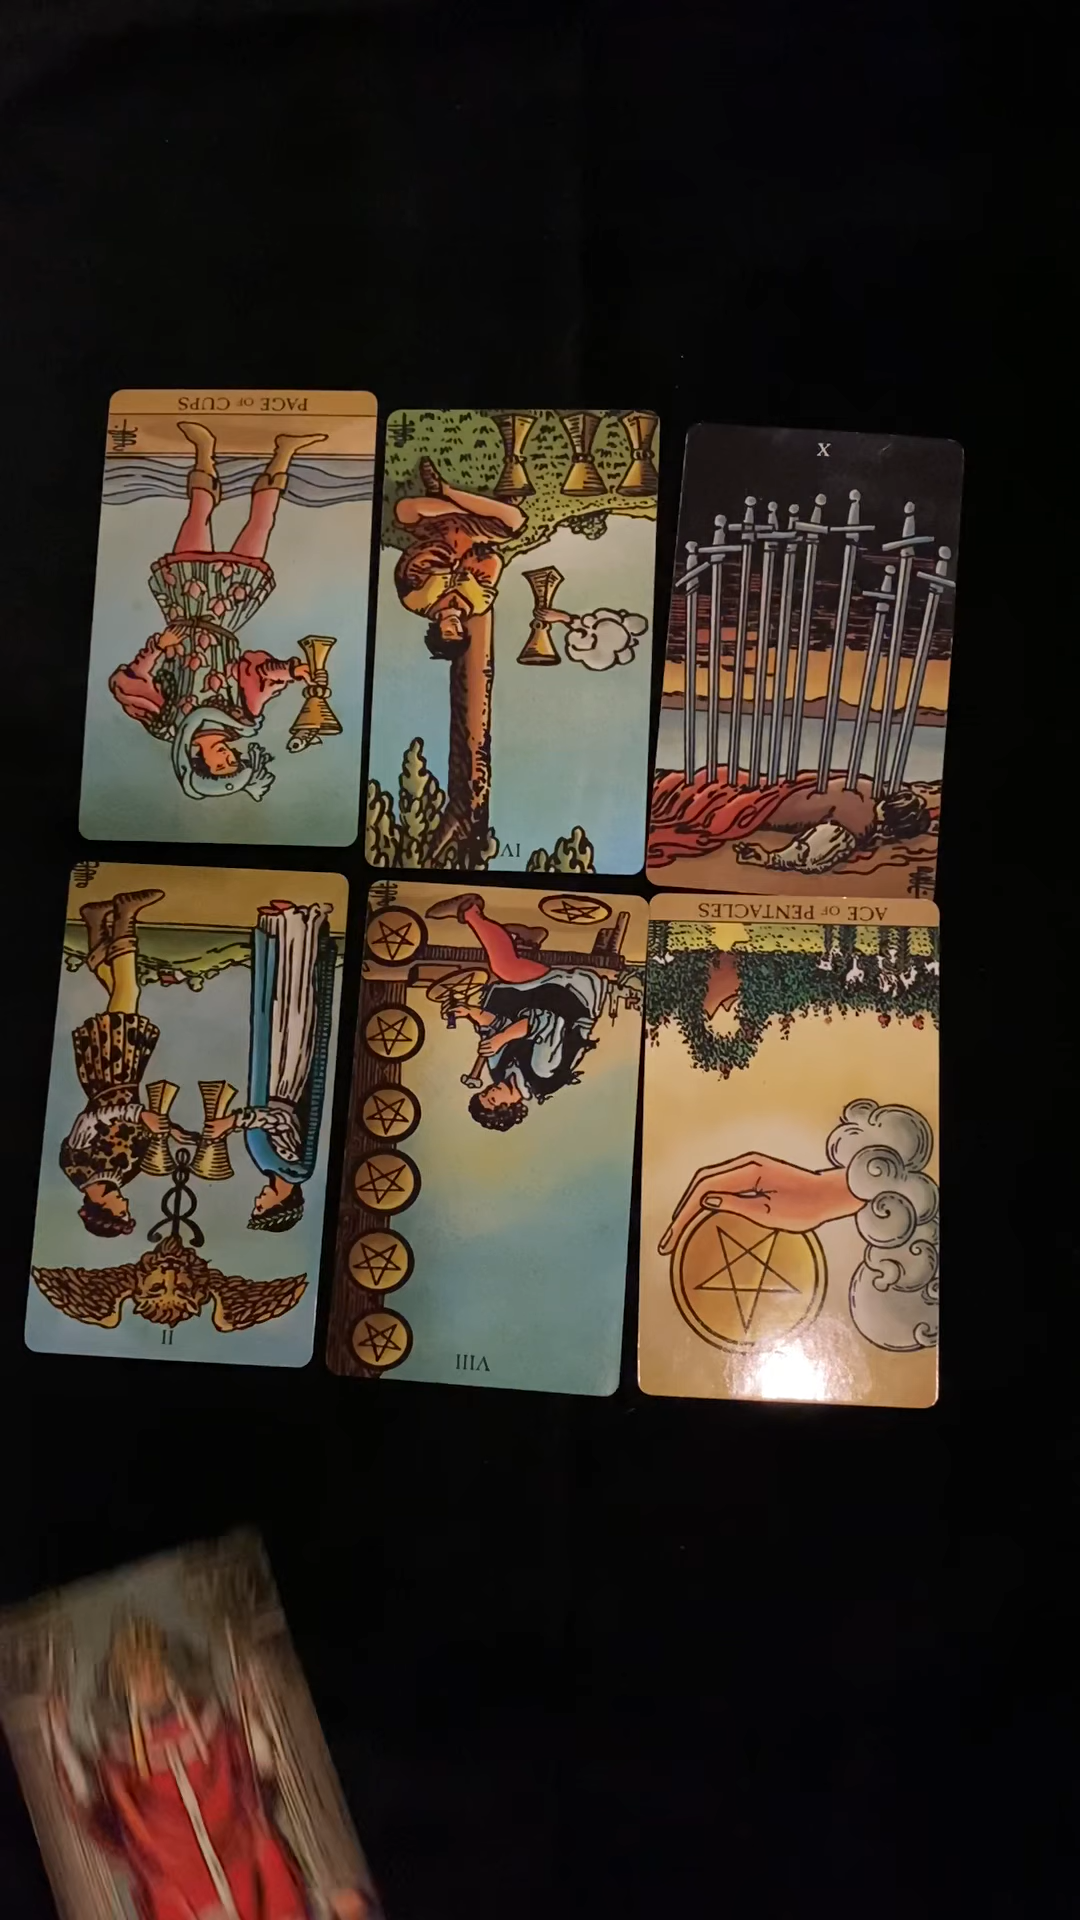 PAGE OF CUPS
IV
X
II
VIII
ACE OF PENTACLES